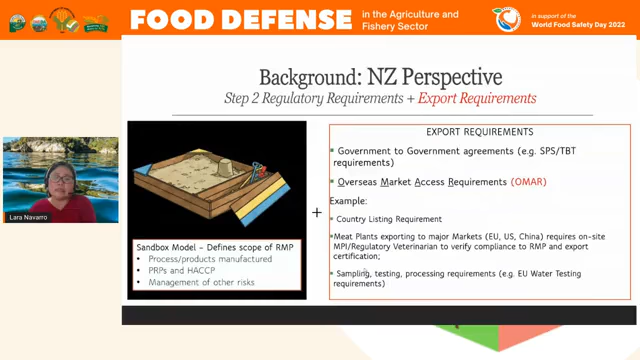 FOOD DEFENSE
in the Agriculture and
Fishery Sector
in support of the
World Food Safety Day 2022
Background: NZ Perspective
Step 2 Regulatory Requirements + Export Requirements
Lara Navarro
Sandbox Model – Defines scope of RMP
• Process/products manufactured
• PRPs and HACCP
• Management of other risks
+
EXPORT REQUIREMENTS
▪ Government to Government agreements (e.g. SPS/TBT
requirements)
▪ Overseas Market Access Requirements (OMAR)
Example:
▪ Country Listing Requirement
▪ Meat Plants exporting to major Markets (EU, US, China) requires on-site
MPI/Regulatory Veterinarian to verify compliance to RMP and export
certification;
▪ Sampling, testing, processing requirements (e.g. EU Water Testing
requirements)